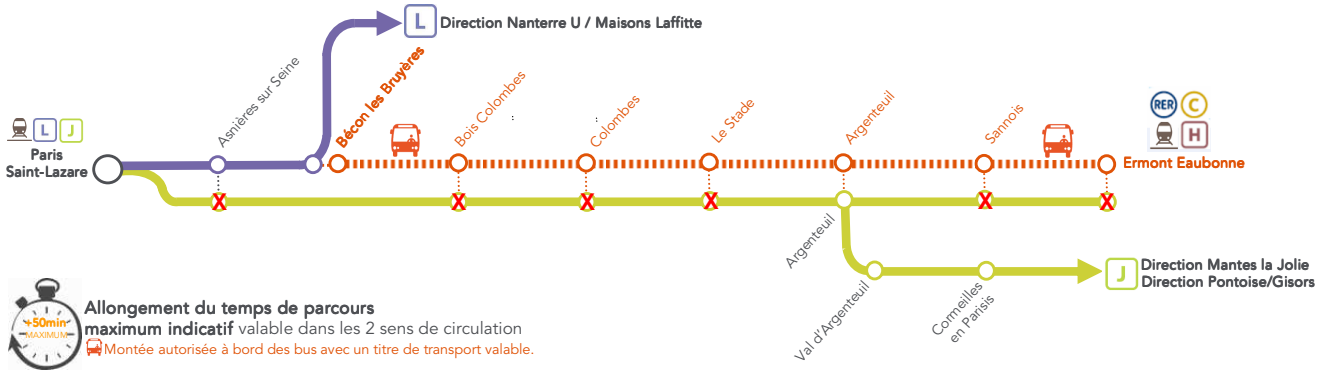 L Direction Nanterre U / Maisons Laffitte
Asnières sur Seine
Bécon les Bruyères
Bois Colombes
Colombes
Le Stade
Argenteuil
Sannois
RER C
H
Ermont Eaubonne
L J
Paris
Saint-Lazare
X X X X X X
Argenteuil
Val d'Argenteuil
Cormeilles
en Parisis
J
Direction Mantes la Jolie
Direction Pontoise/Gisors
+50min
MAXIMUM
Allongement du temps de parcours
maximum indicatif valable dans les 2 sens de circulation
Montée autorisée à bord des bus avec un titre de transport valable.